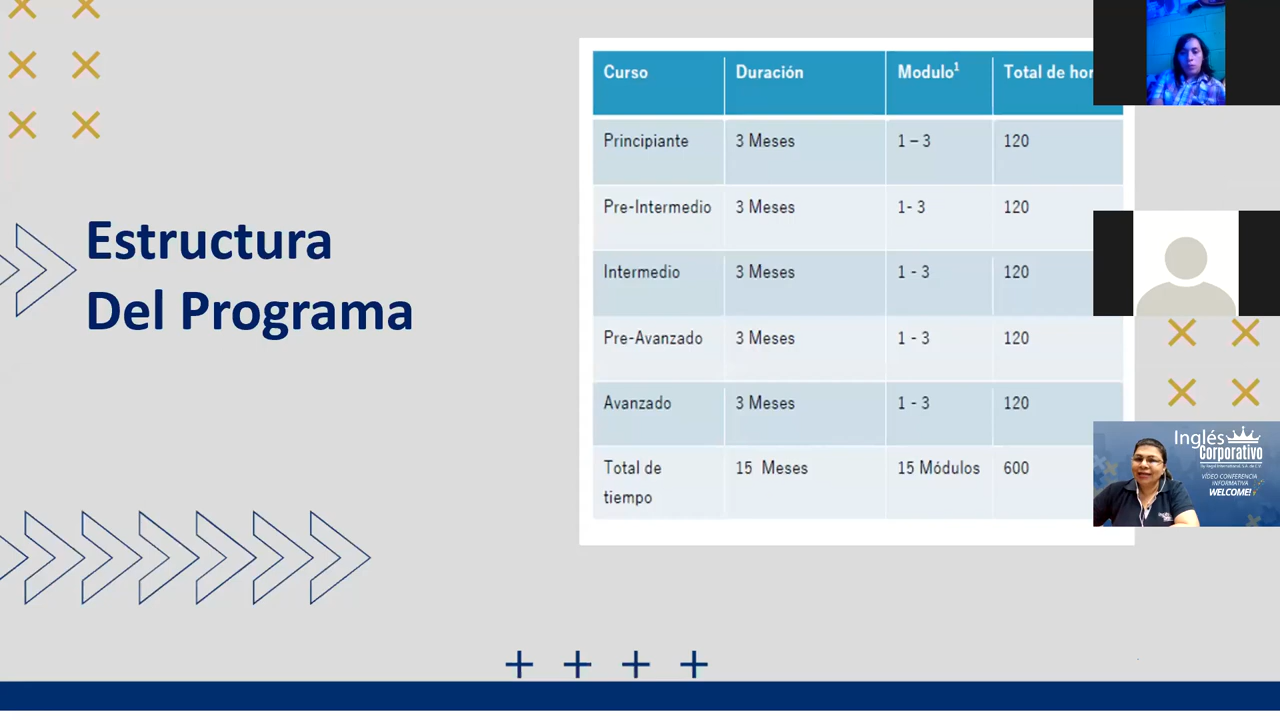 Estructura
Del Programa
Curso Duración Modulo¹ Total de hor
Principiante 3 Meses 1 – 3 120
Pre-Intermedio 3 Meses 1- 3 120
Intermedio 3 Meses 1 - 3 120
Pre-Avanzado 3 Meses 1 - 3 120
Avanzado 3 Meses 1 - 3 120
Total de
tiempo 15 Meses 15 Módulos 600
Inglés
Corporativo
VÍDEO CONFERENCIA
INFORMATIVA
WELCOME!